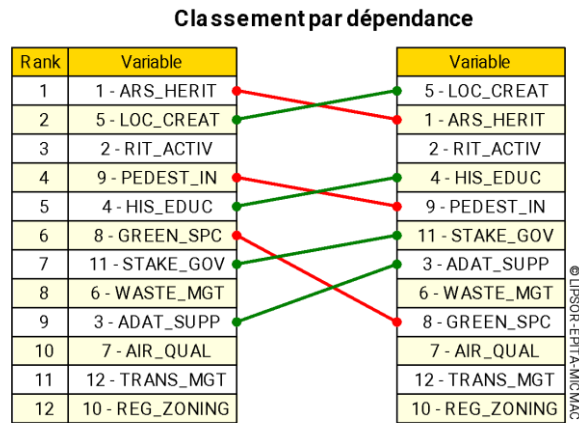 Classement par dépendance
Rank Variable Variable
1 1 - ARS_HERIT 5 - LOC_CREAT
2 5 - LOC_CREAT 1 - ARS_HERIT
3 2 - RIT_ACTIV 2 - RIT_ACTIV
4 9 - PEDEST_IN 4 - HIS_EDUC
5 4 - HIS_EDUC 9 - PEDEST_IN
6 8 - GREEN_SPC 11 - STAKE_GOV
7 11 - STAKE_GOV 3 - ADAT_SUPP
8 6 - WASTE_MGT 6 - WASTE_MGT
9 3 - ADAT_SUPP 8 - GREEN_SPC
10 7 - AIR_QUAL 7 - AIR_QUAL
11 12 - TRANS_MGT 12 - TRANS_MGT
12 10 - REG_ZONING 10 - REG_ZONING
© LIPSOR-EPITA-MICMAC